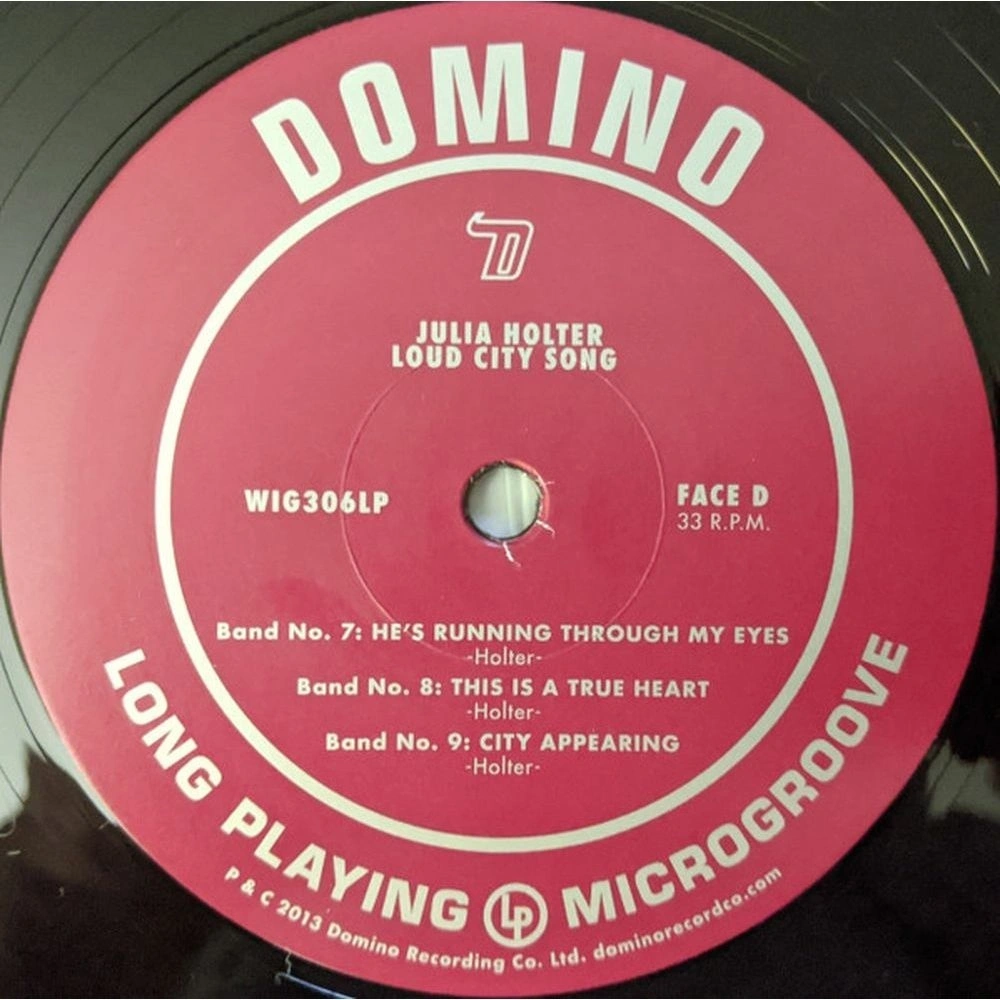 DOMINO
D
JULIA HOLTER
LOUD CITY SONG
WIG306LP
FACE D
33 R.P.M.
Band No. 7: HE'S RUNNING THROUGH MY EYES
-Holter-
Band No. 8: THIS IS A TRUE HEART
-Holter-
Band No. 9: CITY APPEARING
-Holter-
LONG PLAYING LP MICROGROOVE
P & C 2013 Domino Recording Co. Ltd. dominorecordco.com